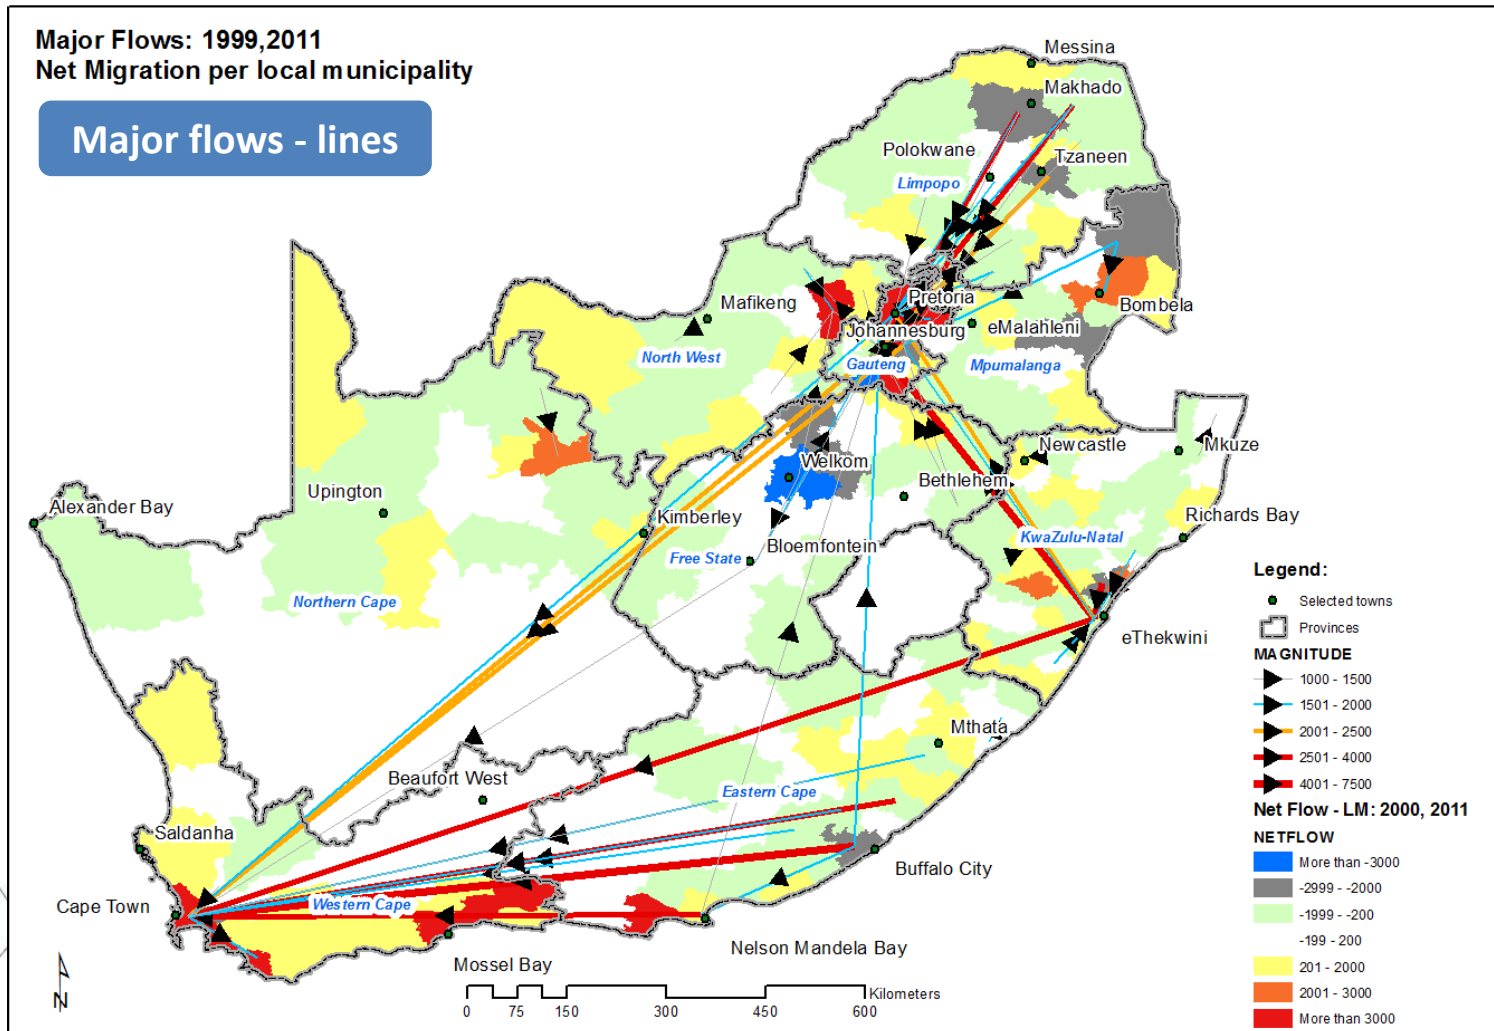 Major Flows: 1999,2011
Net Migration per local municipality
Major flows - lines
Messina
Makhado
Polokwane
Tzaneen
Limpopo
Pretoria
Bombela
Mafikeng
Johannesburg
eMalahleni
North West
Gauteng
Mpumalanga
Newcastle
Mkuze
Welkom
Bethlehem
Upington
Alexander Bay
Kimberley
Richards Bay
Bloemfontein
KwaZulu-Natal
Free State
Northern Cape
eThekwini
Mthata
Beaufort West
Eastern Cape
Saldanha
Buffalo City
Cape Town
Western Cape
Nelson Mandela Bay
Mossel Bay
N
Kilometers
0 75 150 300 450 600
Legend:
Selected towns
Provinces
MAGNITUDE
1000 - 1500
1501 - 2000
2001 - 2500
2501 - 4000
4001 - 7500
Net Flow - LM: 2000, 2011
NETFLOW
More than -3000
-2999 - -2000
-1999 - -200
-199 - 200
201 - 2000
2001 - 3000
More than 3000